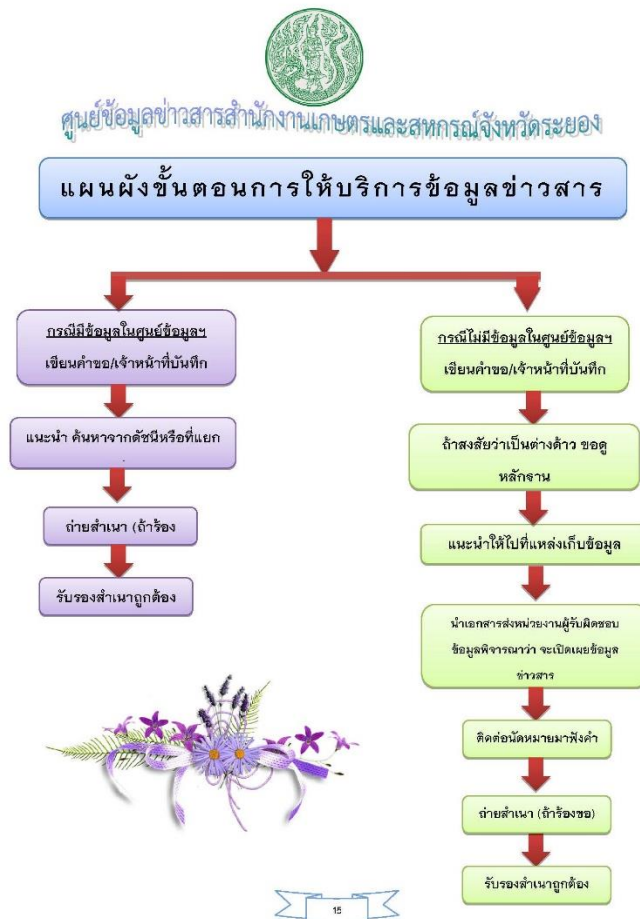 ศูนย์ข้อมูลข่าวสารสำนักงานเกษตรและสหกรณ์จังหวัดระยอง
แผนผังขั้นตอนการให้บริการข้อมูลข่าวสาร
กรณีมีข้อมูลในศูนย์ข้อมูลฯ
เขียนคำขอ/เจ้าหน้าที่บันทึก
แนะนำ ค้นหาจากดัชนีหรือที่แยก
ถ่ายสำเนา (ถ้าร้อง
รับรองสำเนาถูกต้อง
กรณีไม่มีข้อมูลในศูนย์ข้อมูลฯ
เขียนคำขอ/เจ้าหน้าที่บันทึก
ถ้าสงสัยว่าเป็นต่างด้าว ขอดู
หลักฐาน
แนะนำให้ไปที่แหล่งเก็บข้อมูล
นำเอกสารส่งหน่วยงานผู้รับผิดชอบ
ข้อมูลพิจารณาว่า จะเปิดเผยข้อมูล
ข่าวสาร
ติดต่อนัดหมายมาฟังคำ
ถ่ายสำเนา (ถ้าร้องขอ)
รับรองสำเนาถูกต้อง
15